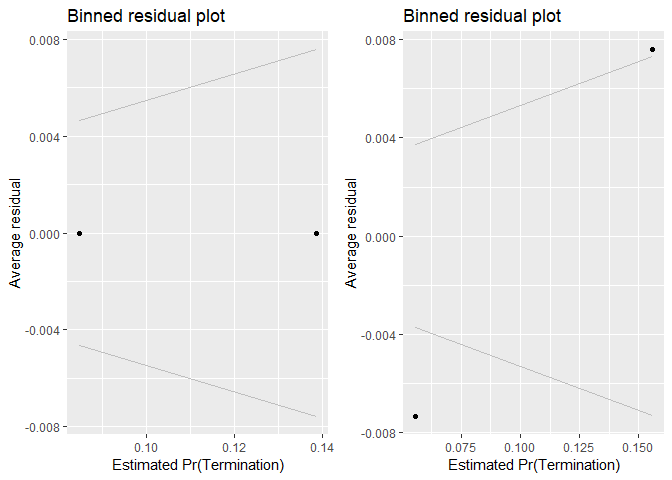 Binned residual plot
0.008
0.004
0.000
-0.004
-0.008
Average residual
0.10
0.12
0.14
Estimated Pr(Termination)
Binned residual plot
0.008
0.004
0.000
-0.004
-0.008
Average residual
0.075
0.100
0.125
0.150
Estimated Pr(Termination)